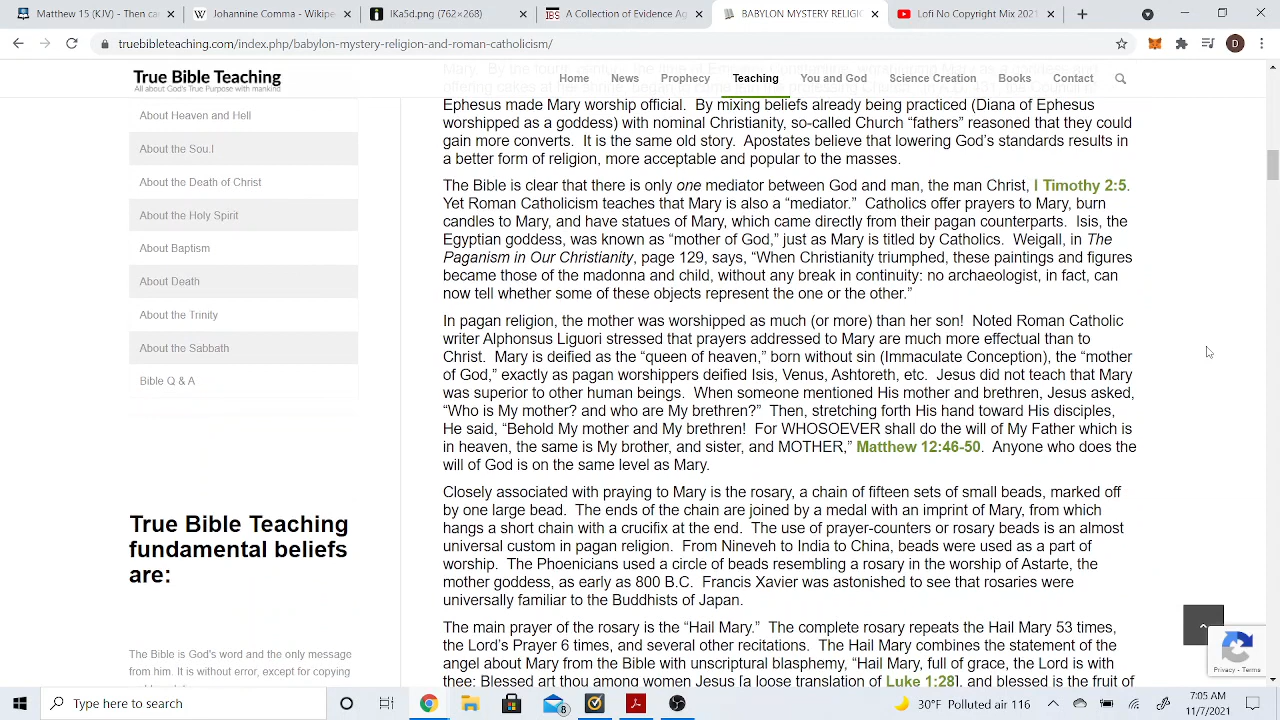 Matthew 15 KJV
IKa5d.png (762×268)
A Collection of Evidence Ag
BABYLON MYSTERY RELIGIO
Lofi No Copyright Mix 2021
truebible-teaching/index.php/babylon-mystery-religion-and-roman-catholicism/
True Bible Teaching
All about God's True Purpose with mankind
Home
News
Prophecy
Teaching
You and God
Science Creation
Books
Contact
About Heaven and Hell
About the Sou.l
About the Death of Christ
About the Holy Spirit
About Baptism
About Death
About the Trinity
About the Sabbath
Bible Q & A
True Bible Teaching
fundamental beliefs
are:
The Bible is God's word and the only message
from him. It is without error, except for copying
Ephesus made Mary worship official. By mixing beliefs already being practiced (Diana of Ephesus
worshipped as a goddess) with nominal Christianity, so-called Church “fathers” reasoned that they could
gain more converts. It is the same old story. Apostates believe that lowering God’s standards results in
a better form of religion, more acceptable and popular to the masses.
The Bible is clear that there is only one mediator between God and man, the man Christ, I Timothy 2:5.
Yet Roman Catholicism teaches that Mary is also a “mediator.” Catholics offer prayers to Mary, burn
candles to Mary, and have statues of Mary, which came directly from their pagan counterparts. Isis, the
Egyptian goddess, was known as “mother of God,” just as Mary is titled by Catholics. Weigall, in The
Paganism in Our Christianity, page 129, says, “When Christianity triumphed, these paintings and figures
became those of the madonna and child, without any break in continuity: no archaeologist, in fact, can
now tell whether some of these objects represent the one or the other.”
In pagan religion, the mother was worshipped as much (or more) than her son! Noted Roman Catholic
writer Alphonsus Liguori stressed that prayers addressed to Mary are much more effectual than to
Christ. Mary is deified as the “queen of heaven,” born without sin (Immaculate Conception), the “mother
of God,” exactly as pagan worshippers deified Isis, Venus, Ashtoreth, etc. Jesus did not teach that Mary
was superior to other human beings. When someone mentioned His mother and brethren, Jesus asked,
“Who is My mother? and who are My brethren?” Then, stretching forth His hand toward His disciples,
He said, “Behold My mother and My brethren! For WHOSOEVER shall do the will of My Father which is
in heaven, the same is My brother, and sister, and MOTHER,” Matthew 12:46-50. Anyone who does the
will of God is on the same level as Mary.
Closely associated with praying to Mary is the rosary, a chain of fifteen sets of small beads, marked off
by one large bead. The ends of the chain are joined by a medal with an imprint of Mary, from which
hangs a short chain with a crucifix at the end. The use of prayer-counters or rosary beads is an almost
universal custom in pagan religion. From Nineveh to India to China, beads were used as a part of
worship. The Phoenicians used a circle of beads resembling a rosary in the worship of Astarte, the
mother goddess, as early as 800 B.C. Francis Xavier was astonished to see that rosaries were
universally familiar to the Buddhists of Japan.
The main prayer of the rosary is the “Hail Mary.” The complete rosary repeats the Hail Mary 53 times,
the Lord’s Prayer 6 times, and several other recitations. The Hail Mary combines the statement of the
angel about Mary from the Bible with unscriptural blasphemy, “Hail Mary, full of grace, the Lord is with
thee; Blessed art thou among women Jesus [a loose translation of Luke 1:28], and blessed is the fruit of
Privacy - Terms
Type here to search
8
30°F Polluted air 116
7:05 AM
11/7/2021